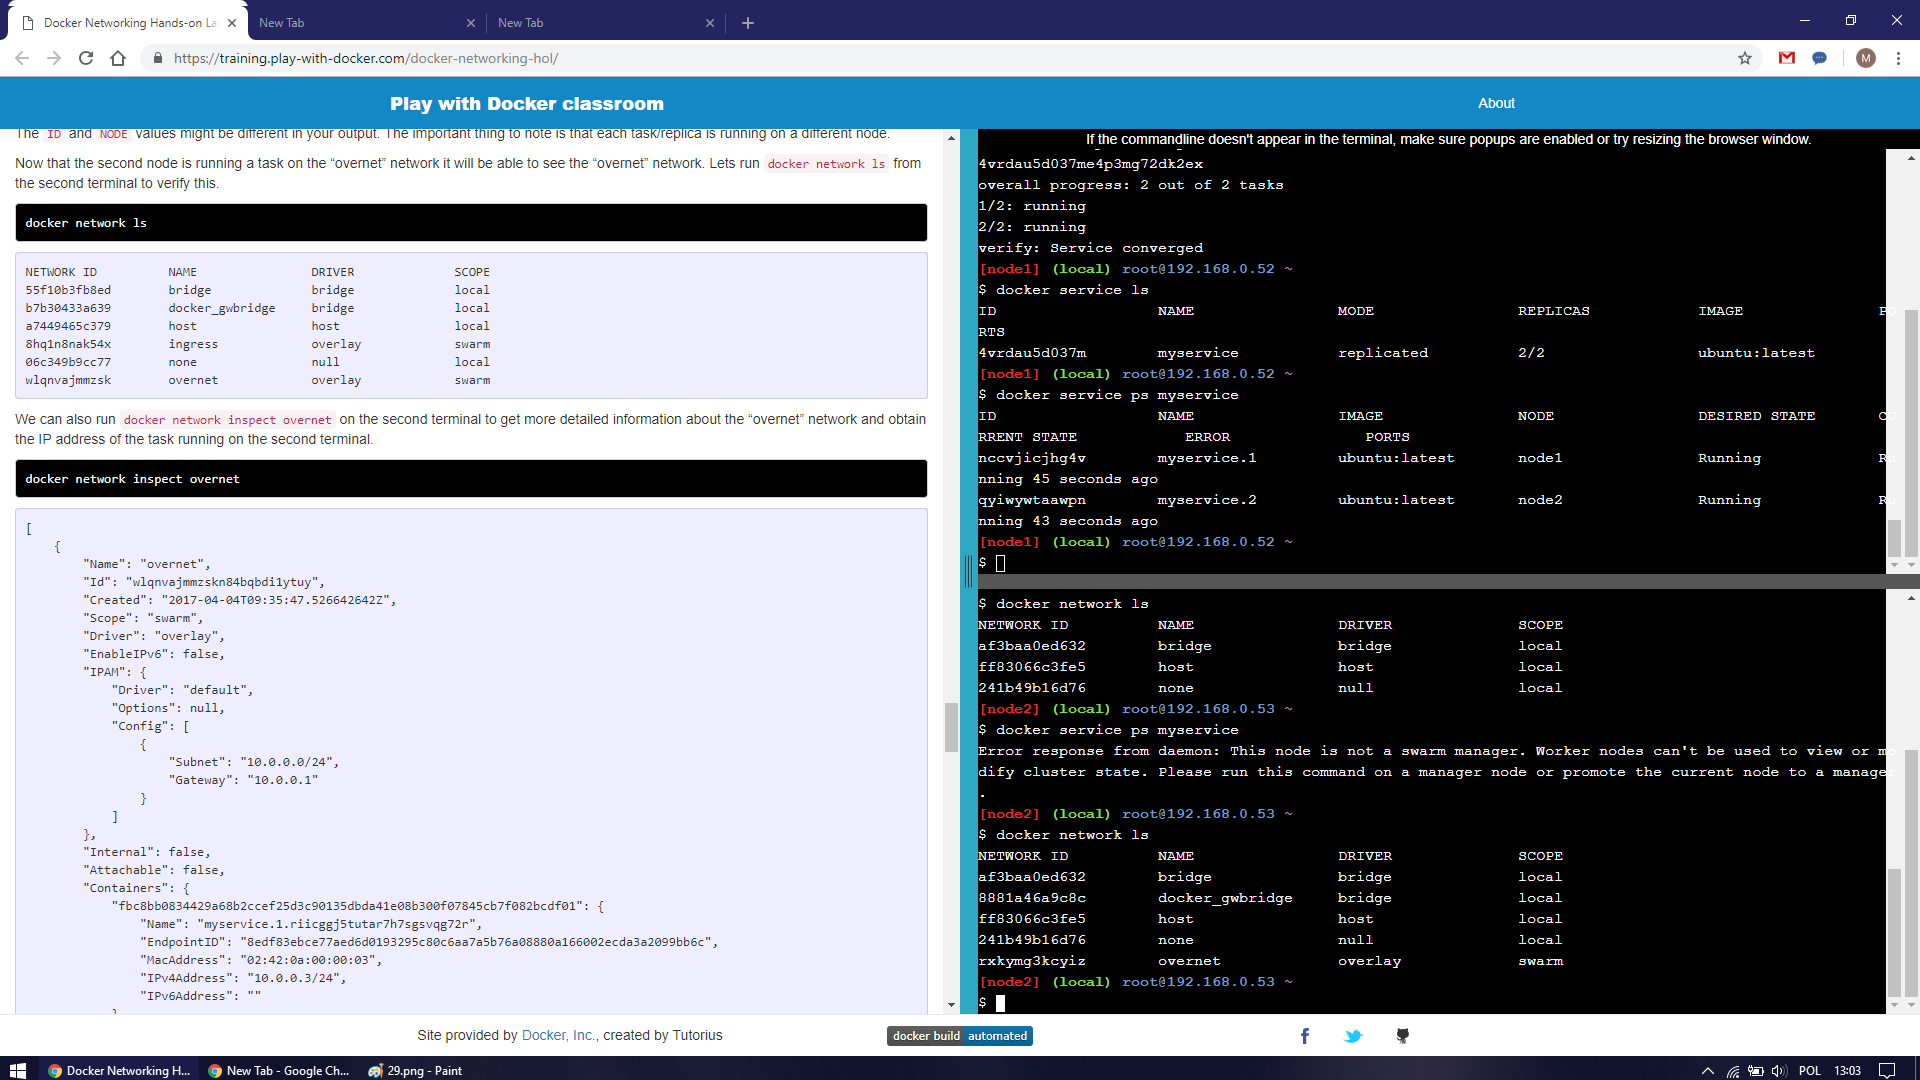 Docker Networking Hands-on La
New Tab
New Tab
https://training.play-with-docker.com/docker-networking-hol/
M
Play with Docker classroom
About
The ID and NODE values might be different in your output. The important thing to note is that each task/replica is running on a different node.
Now that the second node is running a task on the “overnet” network it will be able to see the “overnet” network. Lets run docker network ls from
the second terminal to verify this.
docker network ls
NETWORK ID NAME DRIVER SCOPE
55f10b3fb8ed bridge bridge local
b7b30433a639 docker_gwbridge bridge local
a7449465c379 host host local
8hq1n8nak54x ingress overlay swarm
06c349b9cc77 none null local
wlqnvajmmzsk overnet overlay swarm
We can also run docker network inspect overnet on the second terminal to get more detailed information about the “overnet” network and obtain
the IP address of the task running on the second terminal.
docker network inspect overnet
[
{
"Name": "overnet",
"Id": "wlqnvajmmzskn84bqbdi1ytuy",
"Created": "2017-04-04T09:35:47.526642642Z",
"Scope": "swarm",
"Driver": "overlay",
"EnableIPv6": false,
"IPAM": {
"Driver": "default",
"Options": null,
"Config": [
{
"Subnet": "10.0.0.0/24",
"Gateway": "10.0.0.1"
}
]
},
"Internal": false,
"Attachable": false,
"Containers": {
"fbc8bb0834429a68b2ccef25d3c90135dbda41e08b300f07845cb7f082bcdf01": {
"Name": "myservice.1.riicggj5tutar7h7sgsvqg72r",
"EndpointID": "8edf83ebce77aed6d0193295c80c6aa7a5b76a08880a166002ecda3a2099bb6c",
"MacAddress": "02:42:0a:00:00:03",
"IPv4Address": "10.0.0.3/24",
"IPv6Address": ""
If the commandline doesn't appear in the terminal, make sure popups are enabled or try resizing the browser window.
4vrdau5d037me4p3mg72dk2ex
overall progress: 2 out of 2 tasks
1/2: running
2/2: running
verify: Service converged
[node1] (local) root@192.168.0.52 ~
$ docker service ls
ID NAME MODE REPLICAS IMAGE PO
RTS
4vrdau5d037m myservice replicated 2/2 ubuntu:latest
[node1] (local) root@192.168.0.52 ~
$ docker service ps myservice
ID NAME IMAGE NODE DESIRED STATE CU
RRENT STATE ERROR PORTS
nccvjicjhg4v myservice.1 ubuntu:latest node1 Running Ru
nning 45 seconds ago
qyiwywtaawpn myservice.2 ubuntu:latest node2 Running Ru
nning 43 seconds ago
[node1] (local) root@192.168.0.52 ~
$
$ docker network ls
NETWORK ID NAME DRIVER SCOPE
af3baa0ed632 bridge bridge local
ff83066c3fe5 host host local
241b49b16d76 none null local
[node2] (local) root@192.168.0.53 ~
$ docker service ps myservice
Error response from daemon: This node is not a swarm manager. Worker nodes can't be used to view or mo
dify cluster state. Please run this command on a manager node or promote the current node to a manager
.
[node2] (local) root@192.168.0.53 ~
$ docker network ls
NETWORK ID NAME DRIVER SCOPE
af3baa0ed632 bridge bridge local
8881a46a9c8c docker_gwbridge bridge local
ff83066c3fe5 host host local
241b49b16d76 none null local
rxkymg3kcyiz overnet overlay swarm
[node2] (local) root@192.168.0.53 ~
$
Site provided by Docker, Inc., created by Tutorius
docker build automated
Docker Networking H...
New Tab - Google Ch...
29.png - Paint
POL
13:03